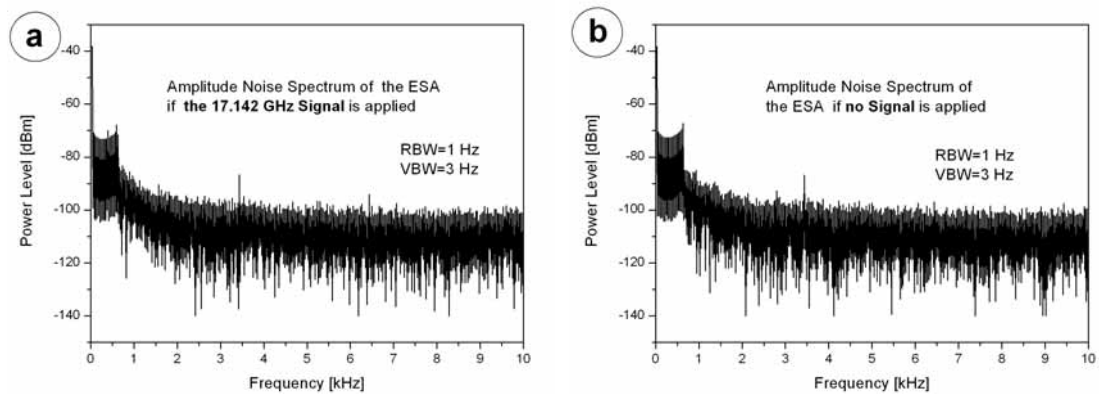 a
Amplitude Noise Spectrum of the ESA
if the 17.142 GHz Signal is applied
RBW=1 Hz
VBW=3 Hz
Power Level [dBm]
-40
-60
-80
-100
-120
-140
0 1 2 3 4 5 6 7 8 9 10
Frequency [kHz]
b
Amplitude Noise Spectrum of
the ESA if no Signal is applied
RBW=1 Hz
VBW=3 Hz
Power Level [dBm]
-40
-60
-80
-100
-120
-140
0 1 2 3 4 5 6 7 8 9 10
Frequency [kHz]